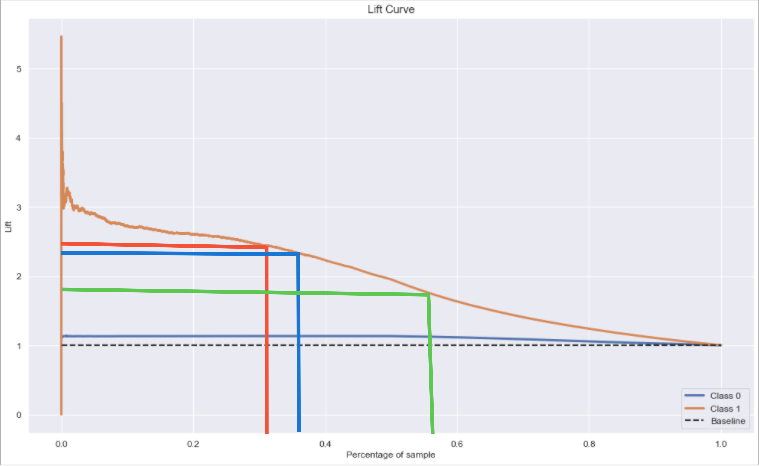 Lift Curve
Lift
5
4
3
2
1
0
0.0 0.2 0.4 0.6 0.8 1.0
Percentage of sample
Class 0
Class 1
Baseline